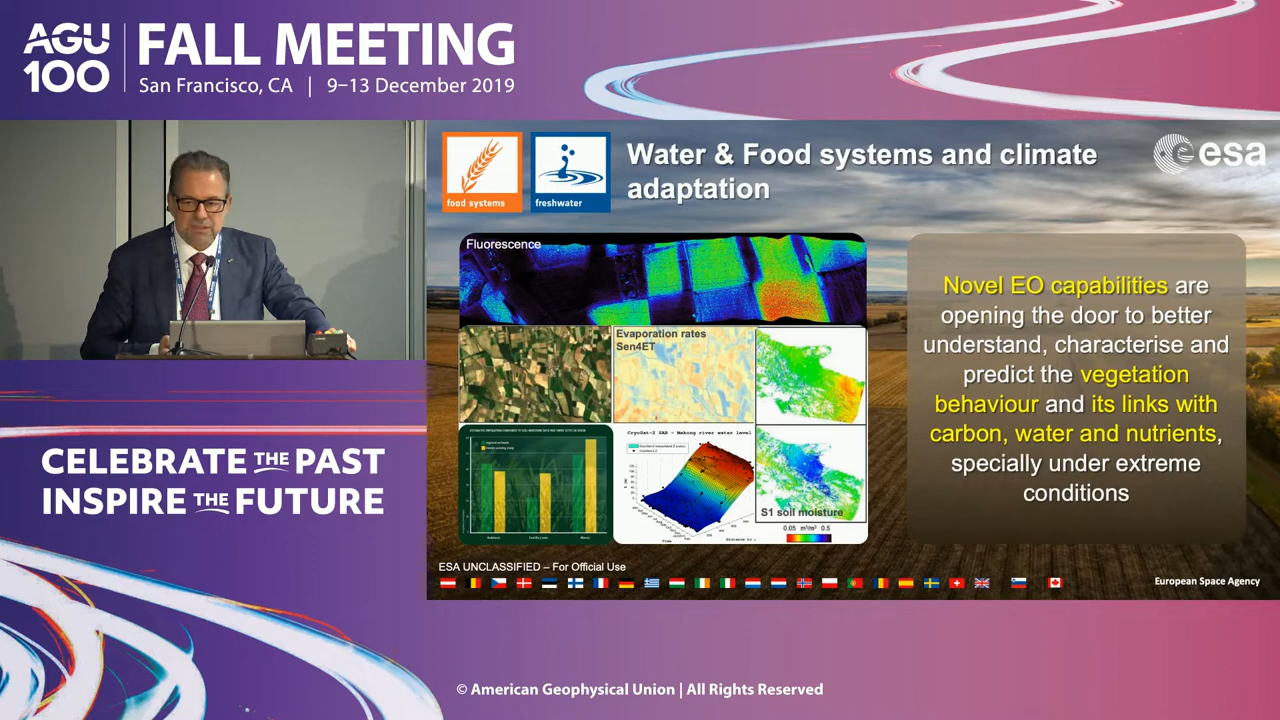 AGU
100
FALL MEETING
San Francisco, CA | 9–13 December 2019
food systems
freshwater
Water & Food systems and climate
adaptation
esa
Fluorescence
Evaporation rates
Sen4ET
CryoSat-2 SAR - Mekong river water level
S1 soil moisture
0.05 m³/m³ 0.5
Novel EO capabilities are
opening the door to better
understand, characterise and
predict the vegetation
behaviour and its links with
carbon, water and nutrients,
specially under extreme
conditions
ESA UNCLASSIFIED – For Official Use
European Space Agency
CELEBRATE THE PAST
INSPIRE THE FUTURE
© American Geophysical Union | All Rights Reserved